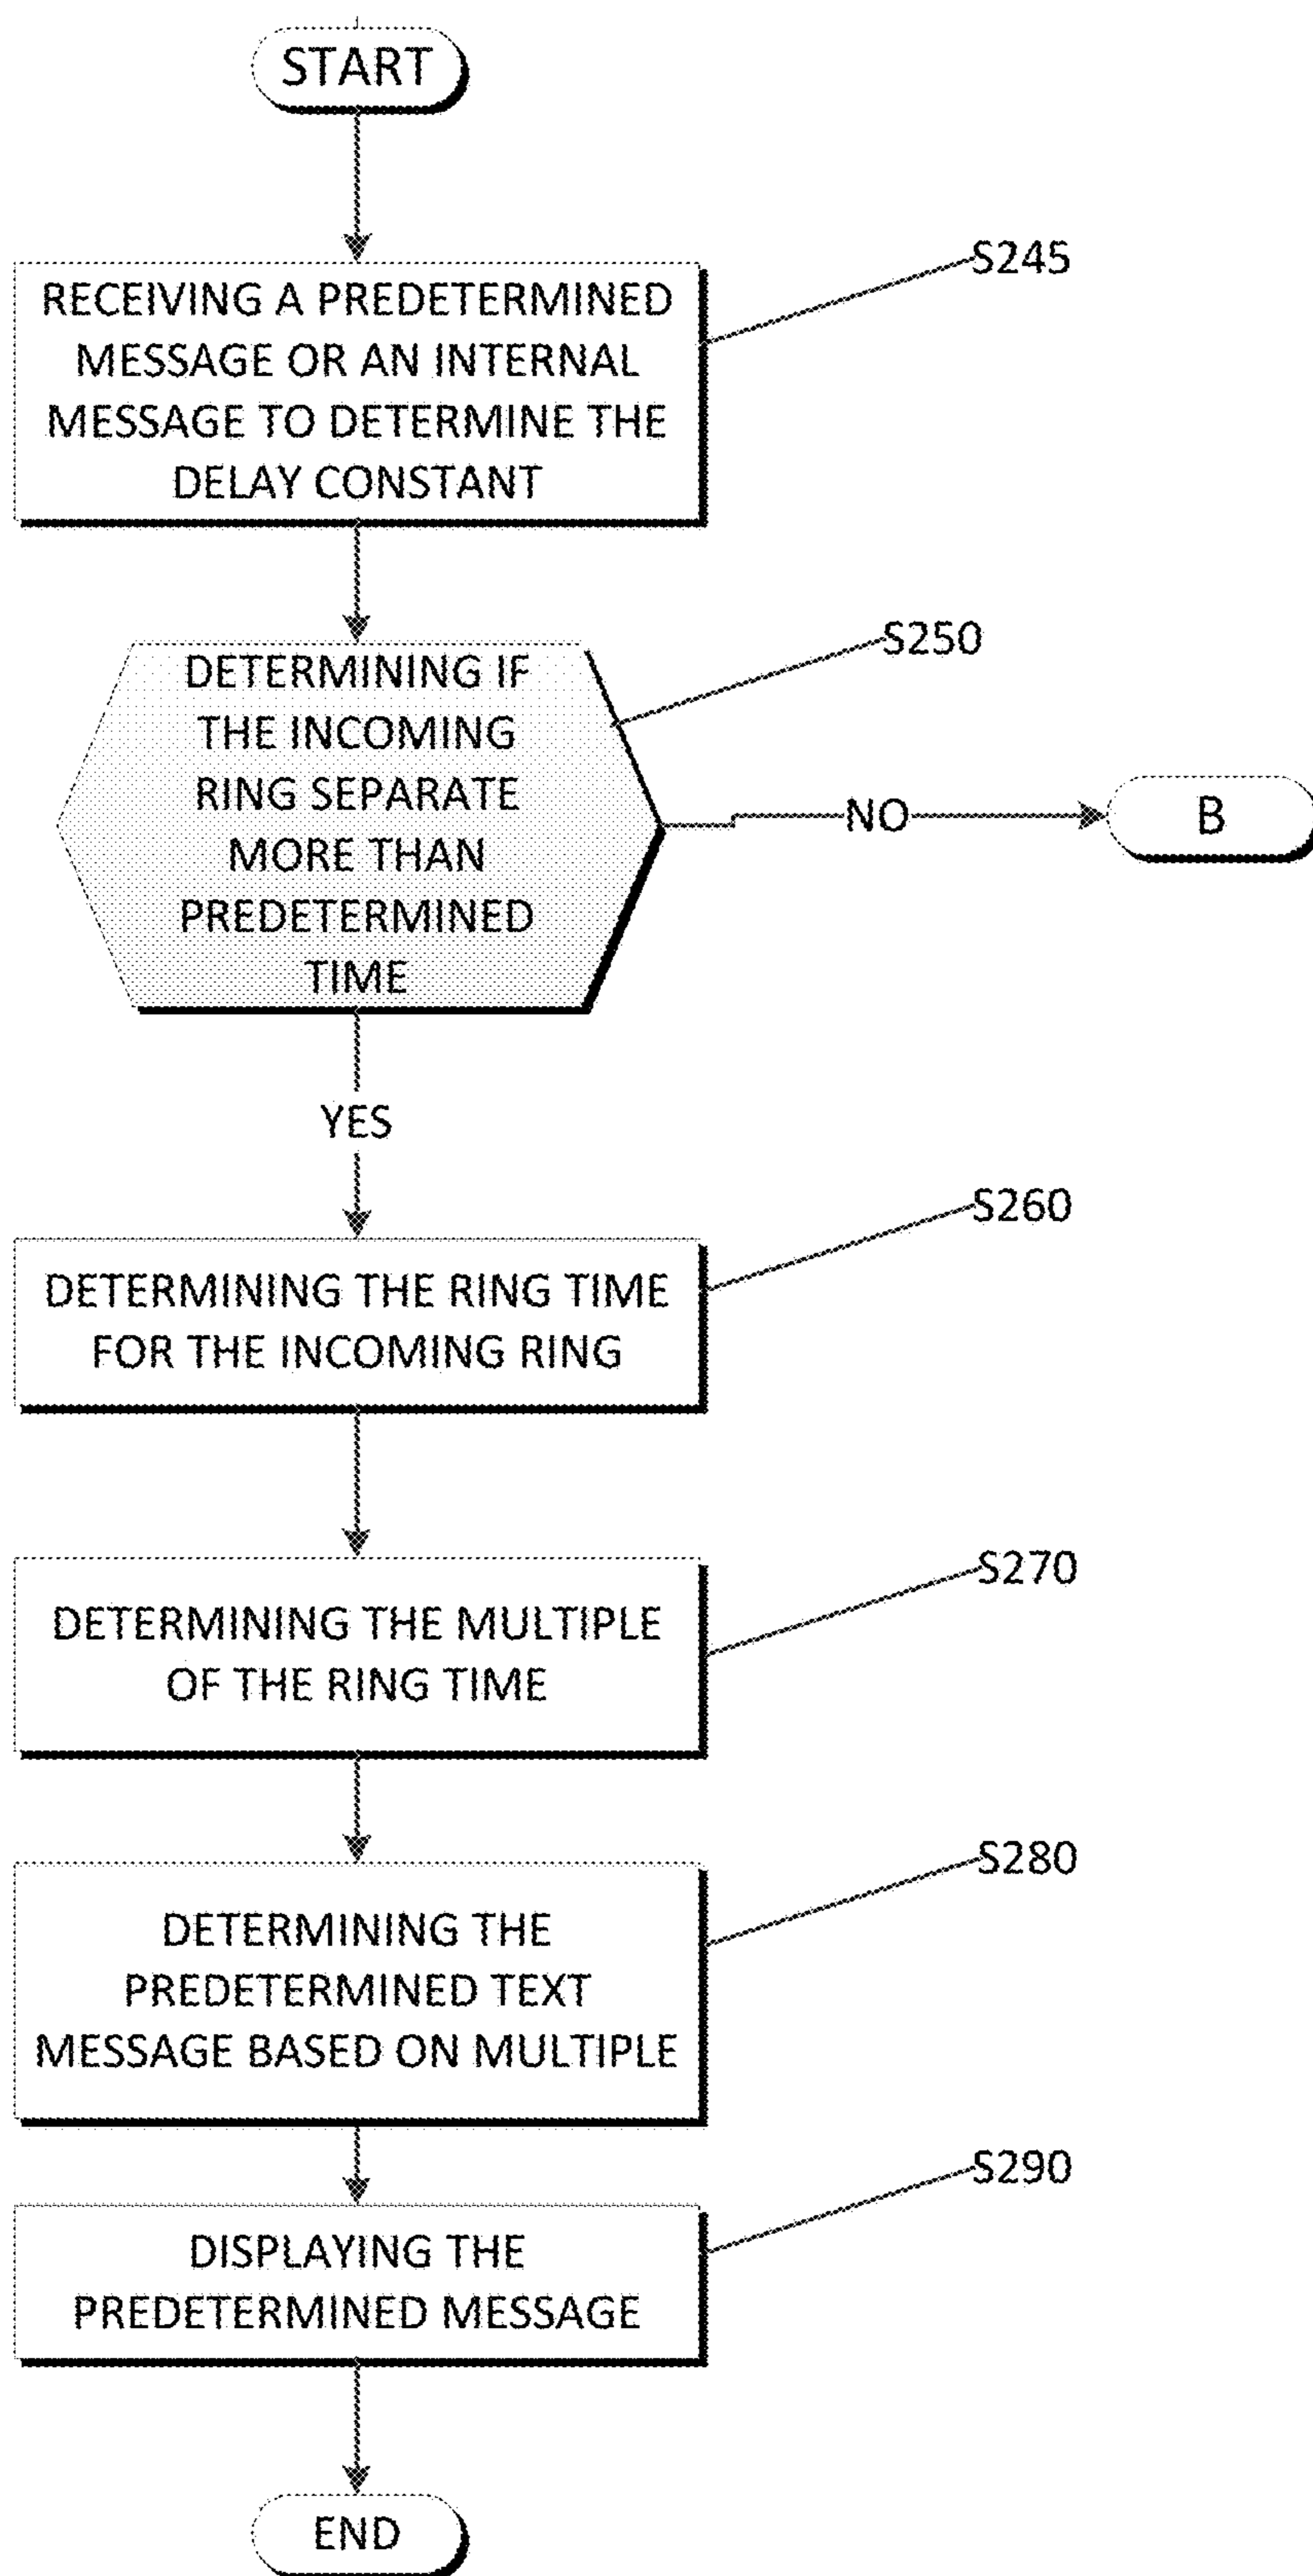 START
S245
RECEIVING A PREDETERMINED
MESSAGE OR AN INTERNAL
MESSAGE TO DETERMINE THE
DELAY CONSTANT
S250
DETERMINING IF
THE INCOMING
RING SEPARATE
MORE THAN
PREDETERMINED
TIME
NO
B
YES
S260
DETERMINING THE RING TIME
FOR THE INCOMING RING
S270
DETERMINING THE MULTIPLE
OF THE RING TIME
S280
DETERMINING THE
PREDETERMINED TEXT
MESSAGE BASED ON MULTIPLE
S290
DISPLAYING THE
PREDETERMINED MESSAGE
END